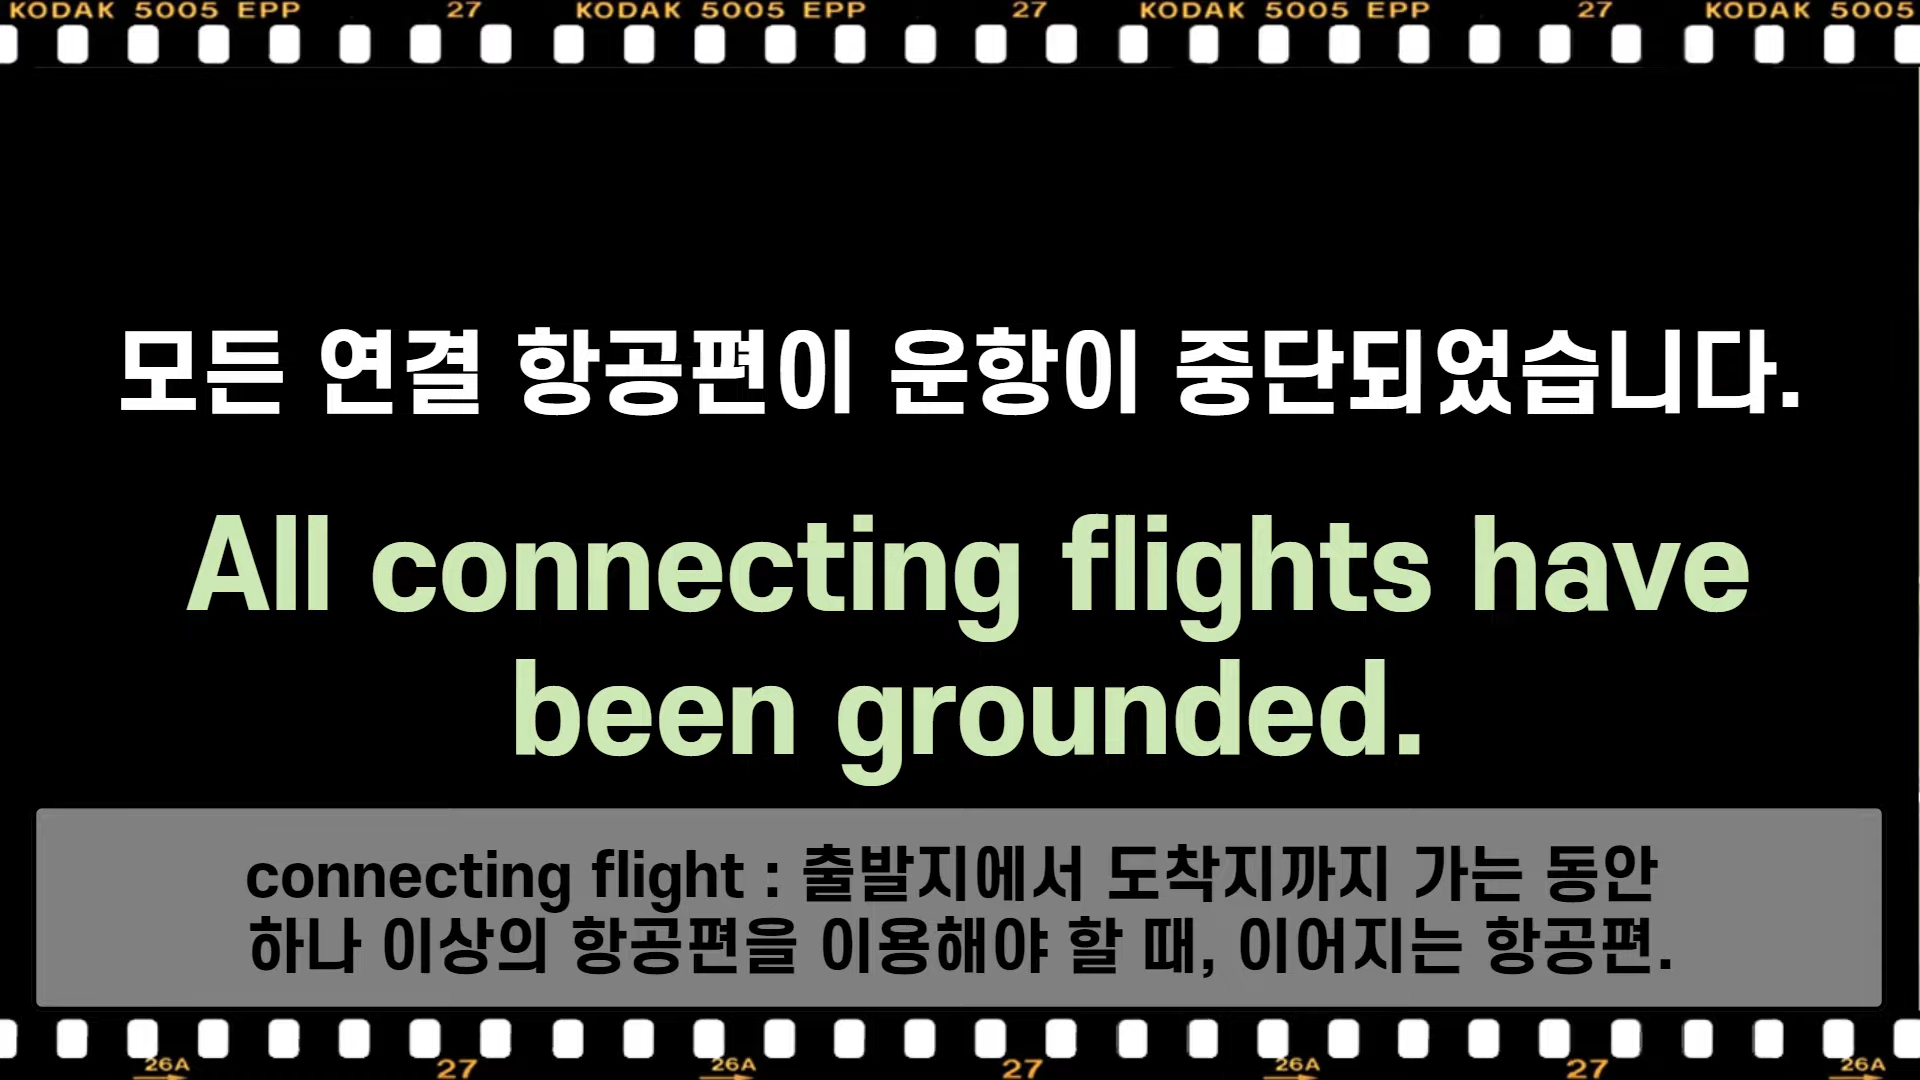 KODAK 5005 EPP 27 KODAK 5005 EPP 27 KODAK 5005 EPP 27 KODAK 5005
모든 연결 항공편이 운항이 중단되었습니다.
All connecting flights have
been grounded.
connecting flight : 출발지에서 도착지까지 가는 동안
하나 이상의 항공편을 이용해야 할 때, 이어지는 항공편.
26A 27 26A 27 26A 27 26A